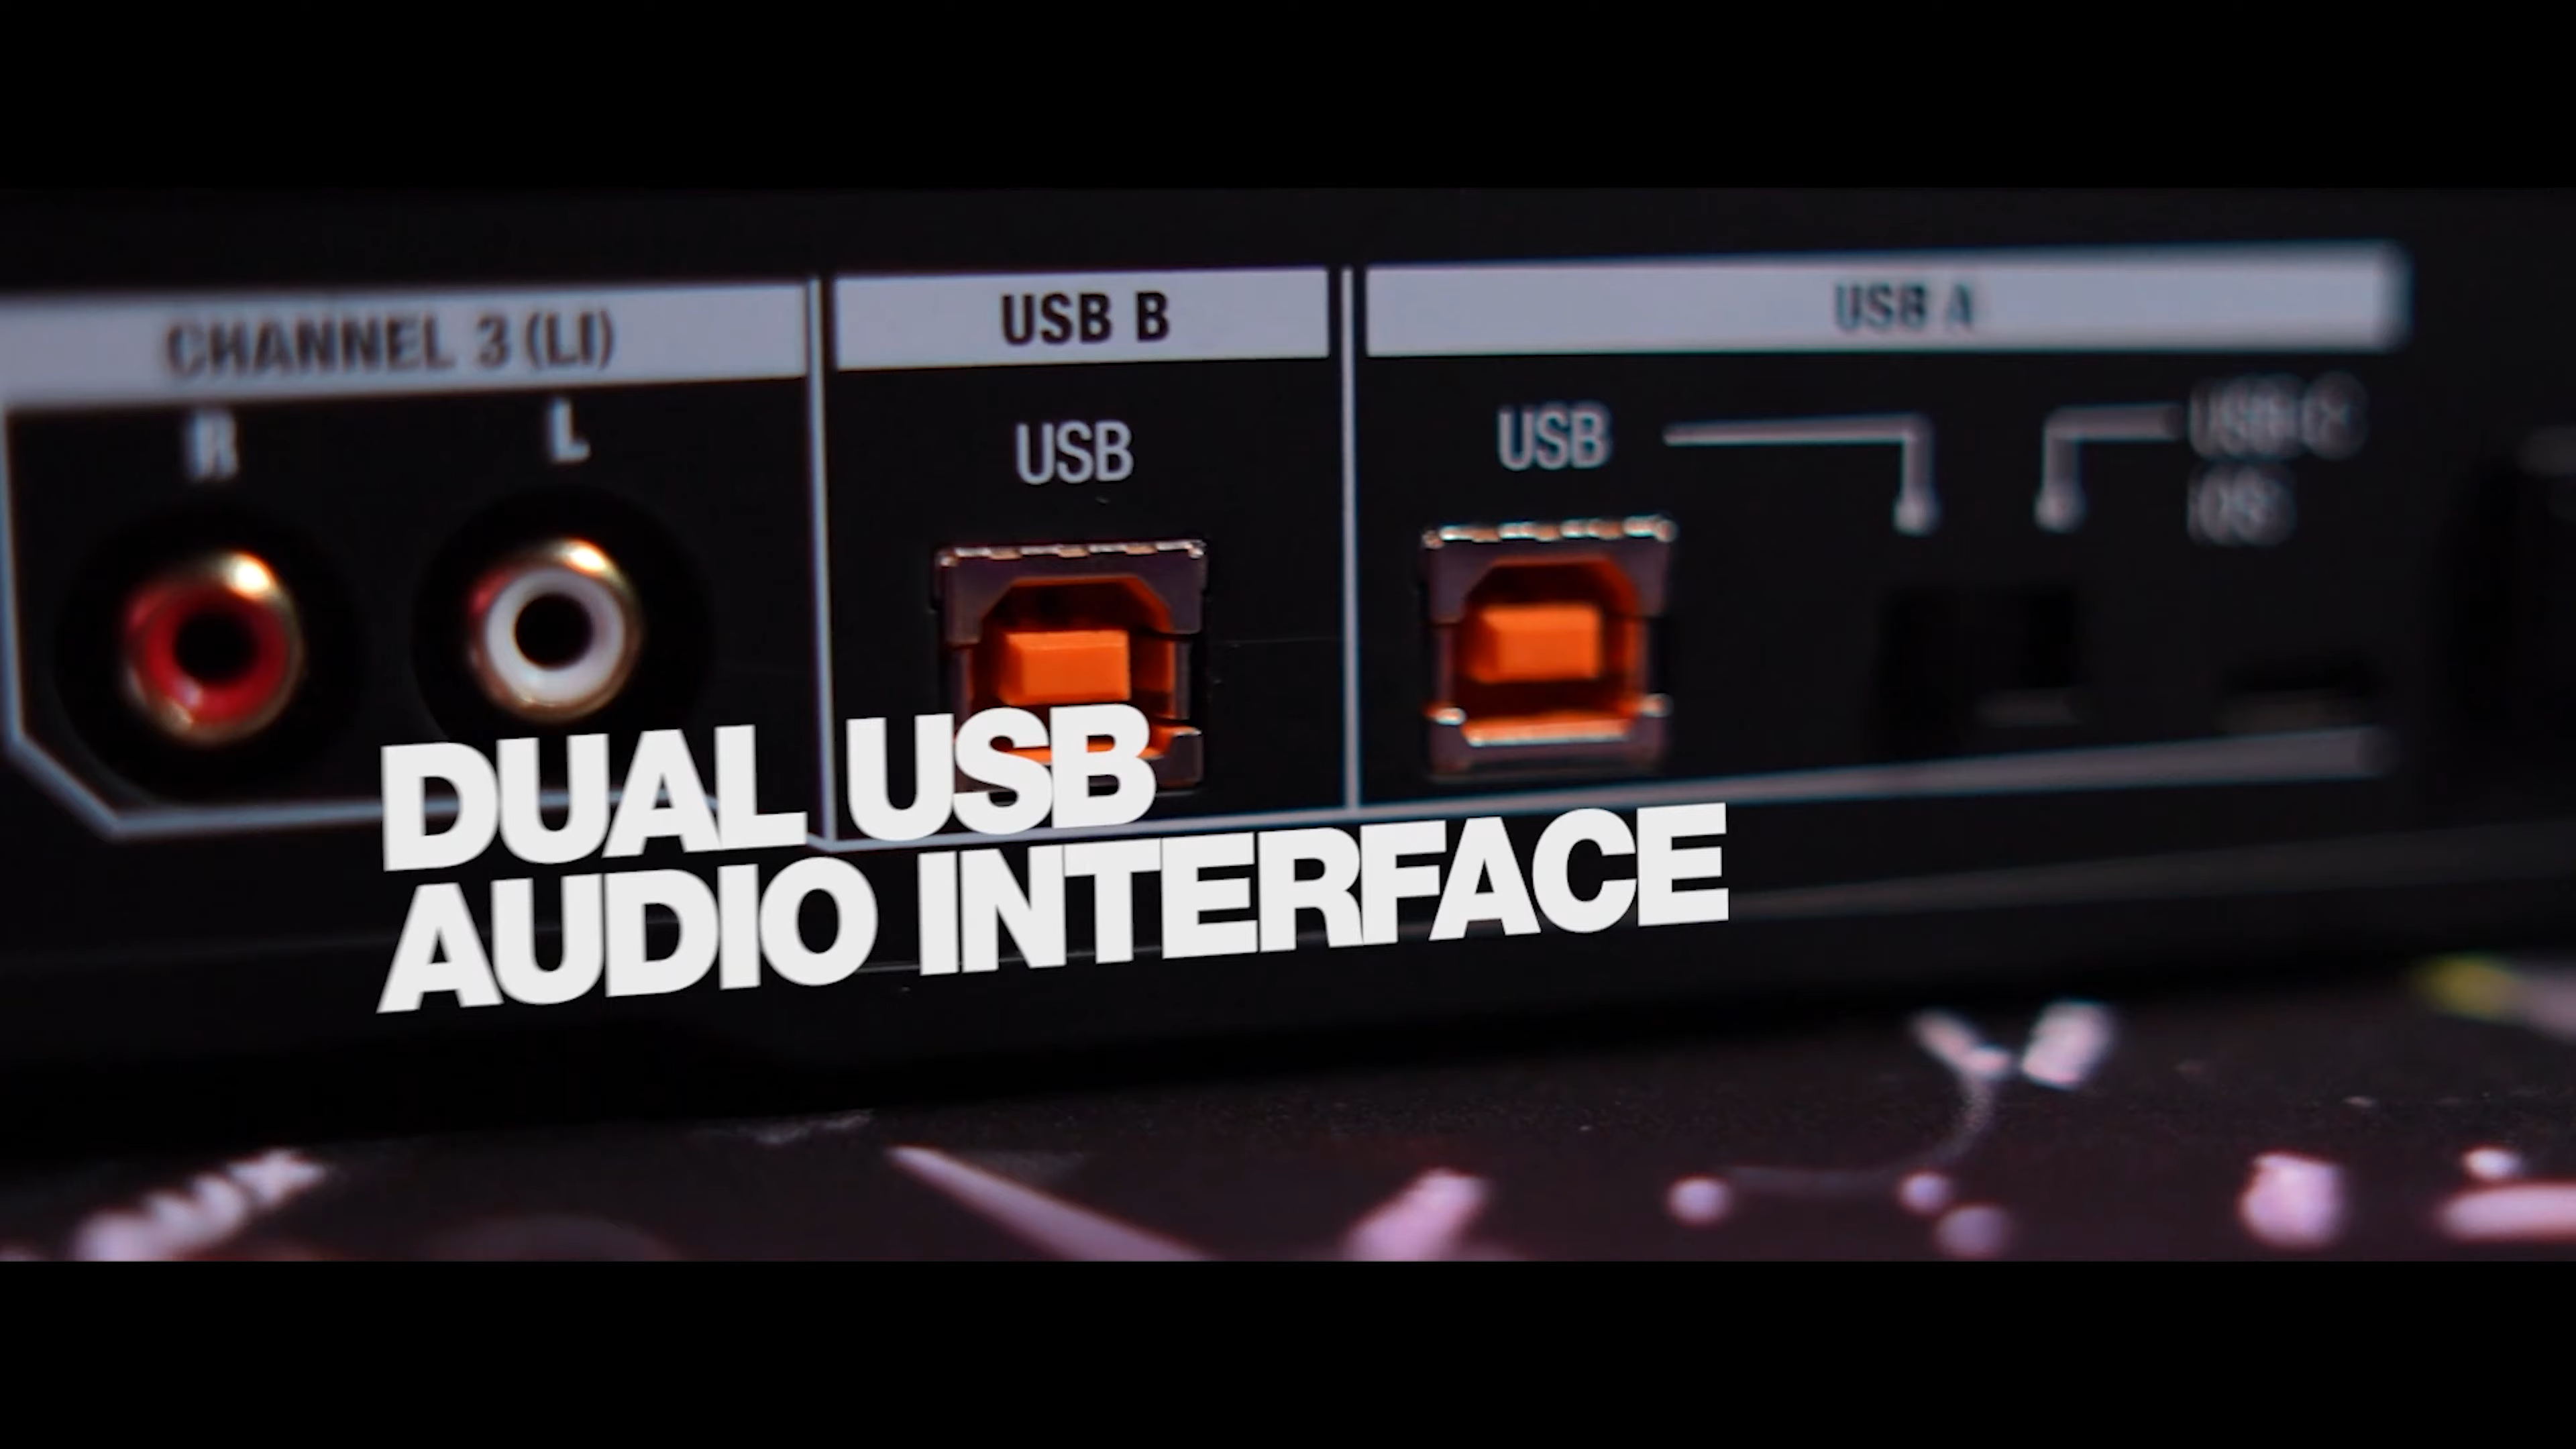 CHANNEL 3 (LI)
USB B
USB A
R
L
USB
USB
DUAL USB
AUDIO INTERFACE